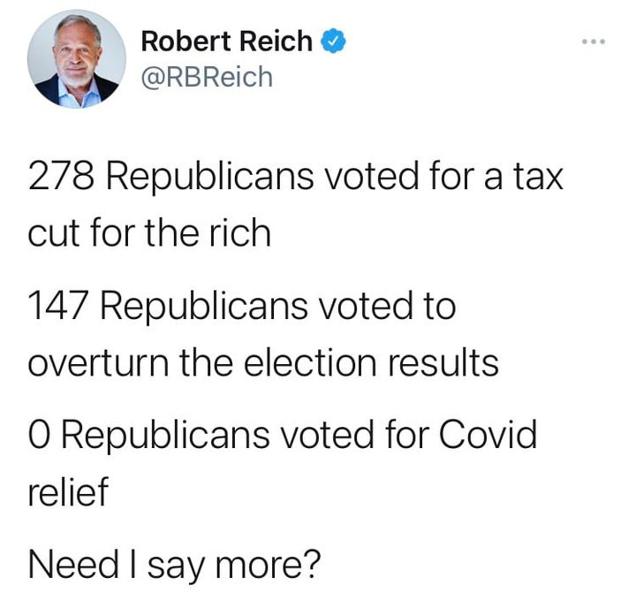 Robert Reich
@RBReich
278 Republicans voted for a tax
cut for the rich
147 Republicans voted to
overturn the election results
0 Republicans voted for Covid
relief
Need I say more?